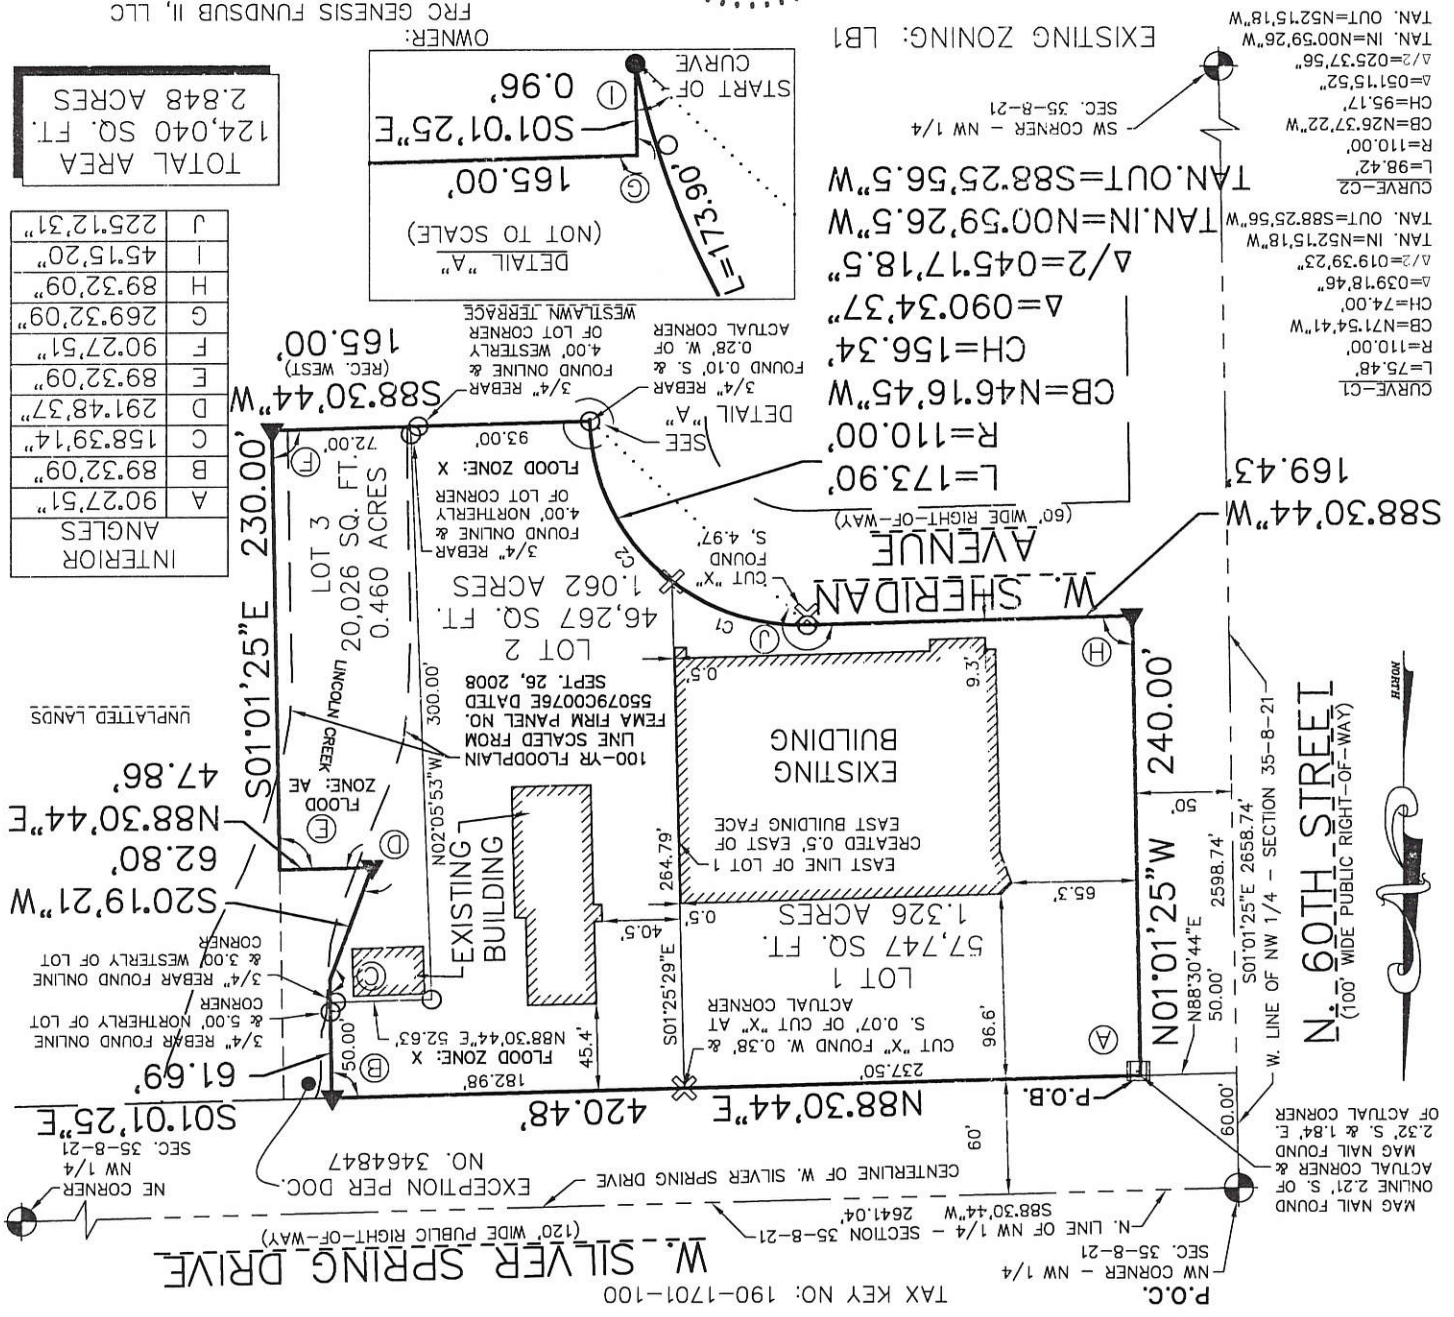 TAX KEY NO: 190-1701-100
P.O.C.
NW CORNER - NW 1/4
SEC. 35-8-21
W. SILVER SPRING DRIVE
(120' WIDE PUBLIC RIGHT-OF-WAY)
N. LINE OF NW 1/4 - SECTION 35-8-21
S88°30'44"W 2641.04'
CENTERLINE OF W. SILVER SPRING DRIVE
NE CORNER
NW 1/4
SEC. 35-8-21
MAG NAIL FOUND
ONLINE 2.21' S. OF
ACTUAL CORNER &
MAG NAIL FOUND
2.32' S. & 1.84' E.
OF ACTUAL CORNER
60.00'
60'
P.O.B.
EXCEPTION PER DOC.
NO. 3464847
N88°30'44"E 420.48'
237.50'
182.98'
S01°01'25"E
61.69'
N88°30'44"E
50.00'
A
B
50.00'
CUT "X" FOUND W. 0.38' &
S. 0.07' OF CUT "X" AT
ACTUAL CORNER
FLOOD ZONE: X
N88°30'44"E 52.63'
45.4'
96.6'
3/4" REBAR FOUND ONLINE
& 5.00' NORTHERLY OF LOT
CORNER
3/4" REBAR FOUND ONLINE
& 3.00' WESTERLY OF LOT
CORNER
C
LOT 1
57,747 SQ. FT.
1.326 ACRES
S01°25'29"E 264.79'
0.5'
40.5'
65.3'
EXISTING
BUILDING
S20°19'21"W
62.80'
N88°30'44"E
47.86'
D
E
EAST LINE OF LOT 1
CREATED 0.5' EAST OF
EAST BUILDING FACE
EXISTING
BUILDING
N01°01'25"W 240.00'
50'
S01°01'25"E 2658.74'
2598.74'
W. LINE OF NW 1/4 - SECTION 35-8-21
N. 60TH STREET
(100' WIDE PUBLIC RIGHT-OF-WAY)
NORTH
FLOOD
ZONE: AE
LINCOLN CREEK
100-YR FLOODPLAIN
LINE SCALED FROM
FEMA FIRM PANEL NO.
55079C0076E DATED
SEPT. 26, 2008
N02°05'53"W 300.00'
UNPLATTED LANDS
LOT 2
46,267 SQ. FT.
1.062 ACRES
LOT 3
20,026 SQ. FT.
0.460 ACRES
S01°01'25"E 230.00'
9.3'
0.5'
H
J
C1
C2
W. SHERIDAN
AVENUE
(60' WIDE RIGHT-OF-WAY)
CUT "X"
FOUND
S, 4.97'
S88°30'44"W
169.43'
3/4" REBAR
FOUND ONLINE &
4.00' NORTHERLY
OF LOT CORNER
FLOOD ZONE: X
93.00'
72.00'
F
S88°30'44"W
(REC. WEST)
165.00'
L=173.90'
R=110.00'
CB=N46°16'45"W
CH=156.34'
Δ=090°34'37"
Δ/2=045°17'18.5"
TAN.IN=N00°59'26.5"W
TAN.OUT=S88°25'56.5"W
SEE
DETAIL "A"
3/4" REBAR
FOUND 0.10' S. &
0.28' W. OF
ACTUAL CORNER
3/4" REBAR
FOUND ONLINE &
4.00' WESTERLY
OF LOT CORNER
WESTLAWN TERRACE
INTERIOR
ANGLES
A 90°27'51"
B 89°32'09"
C 158°39'14"
D 291°48'37"
E 89°32'09"
F 90°27'51"
G 269°32'09"
H 89°32'09"
I 45°15'20"
J 225°12'31"
CURVE-C1
L=75.48'
R=110.00'
CB=N71°54'41"W
CH=74.00'
Δ=039°18'46"
Δ/2=019°39'23"
TAN. IN=N52°15'18"W
TAN. OUT=S88°25'56"W
CURVE-C2
L=98.42'
R=110.00'
CB=N26°37'22"W
CH=95.17'
Δ=051°15'52"
Δ/2=025°37'56"
TAN. IN=N00°59'26"W
TAN. OUT=N52°15'18"W
DETAIL "A"
(NOT TO SCALE)
L=173.90'
G
165.00'
S01°01'25"E
0.96'
I
START OF
CURVE
TOTAL AREA
124,040 SQ. FT.
2.848 ACRES
SW CORNER - NW 1/4
SEC. 35-8-21
EXISTING ZONING: LB1
OWNER:
FRC GENESIS FUNDSUB II, LLC